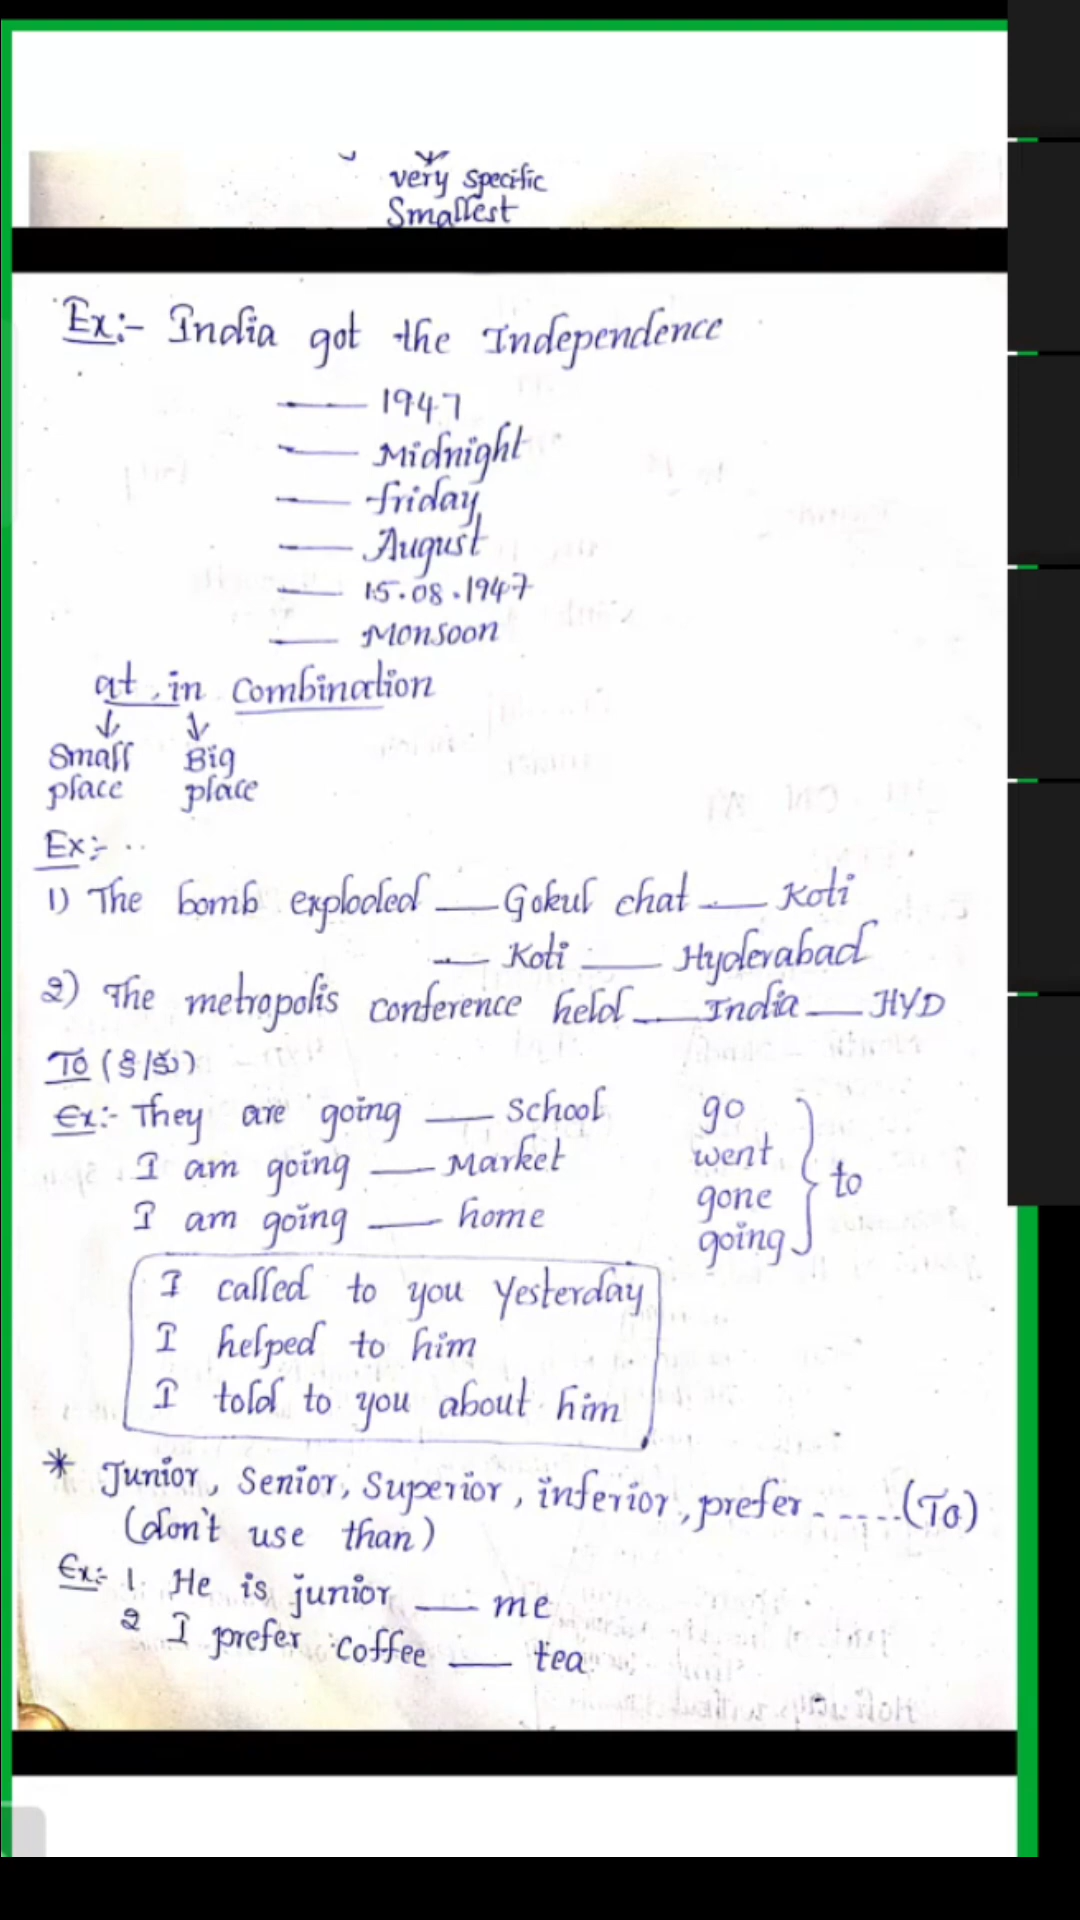 very specific
Smallest
Ex:- India got the Independence
—— 1947
—— Midnight
—— friday
—— August
—— 15.08.1947
—— Monsoon
at, in Combination
↓ ↓
Small Big
place place
Ex:-
1) The bomb exploded —— Gokul chat —— Koti
—— Koti —— Hyderabad
2) The metropolis conference held —— India —— HYD
To (కి/కు)
Ex:- They are going —— school
I am going —— Market
I am going —— home
go
went
gone
going
} to
I called to you yesterday
I helped to him
I told to you about him
* Junior, Senior, Superior, inferior, prefer ------ (To)
(don't use than)
Ex:- 1. He is junior —— me
2 I prefer coffee —— tea